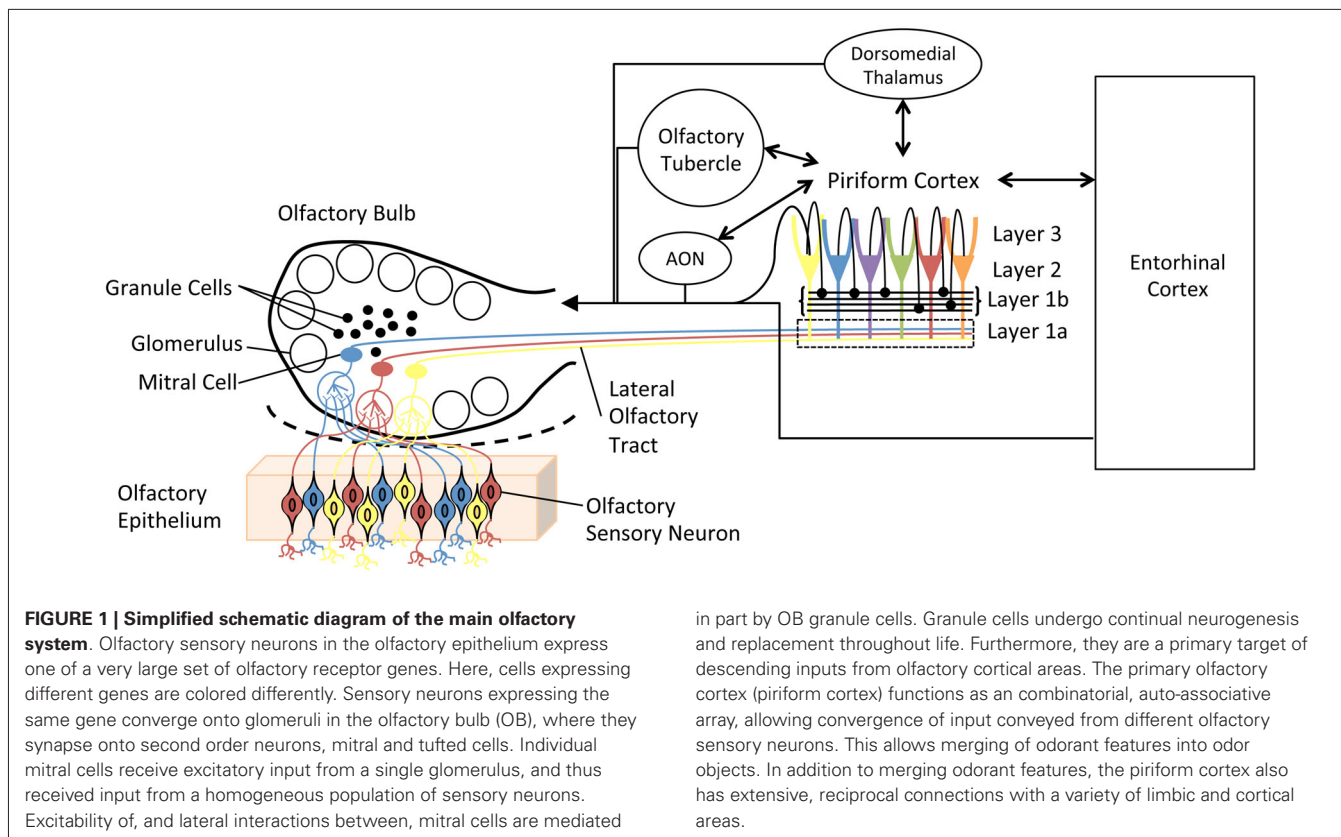 Dorsomedial
Thalamus
Olfactory
Tubercle
Piriform Cortex
Olfactory Bulb
AON
Layer 3
Layer 2
Layer 1b
Layer 1a
Entorhinal
Cortex
Granule Cells
Glomerulus
Mitral Cell
Lateral
Olfactory
Tract
Olfactory
Epithelium
Olfactory
Sensory Neuron
FIGURE 1 | Simplified schematic diagram of the main olfactory
system. Olfactory sensory neurons in the olfactory epithelium express
one of a very large set of olfactory receptor genes. Here, cells expressing
different genes are colored differently. Sensory neurons expressing the
same gene converge onto glomeruli in the olfactory bulb (OB), where they
synapse onto second order neurons, mitral and tufted cells. Individual
mitral cells receive excitatory input from a single glomerulus, and thus
received input from a homogeneous population of sensory neurons.
Excitability of, and lateral interactions between, mitral cells are mediated
in part by OB granule cells. Granule cells undergo continual neurogenesis
and replacement throughout life. Furthermore, they are a primary target of
descending inputs from olfactory cortical areas. The primary olfactory
cortex (piriform cortex) functions as an combinatorial, auto-associative
array, allowing convergence of input conveyed from different olfactory
sensory neurons. This allows merging of odorant features into odor
objects. In addition to merging odorant features, the piriform cortex also
has extensive, reciprocal connections with a variety of limbic and cortical
areas.